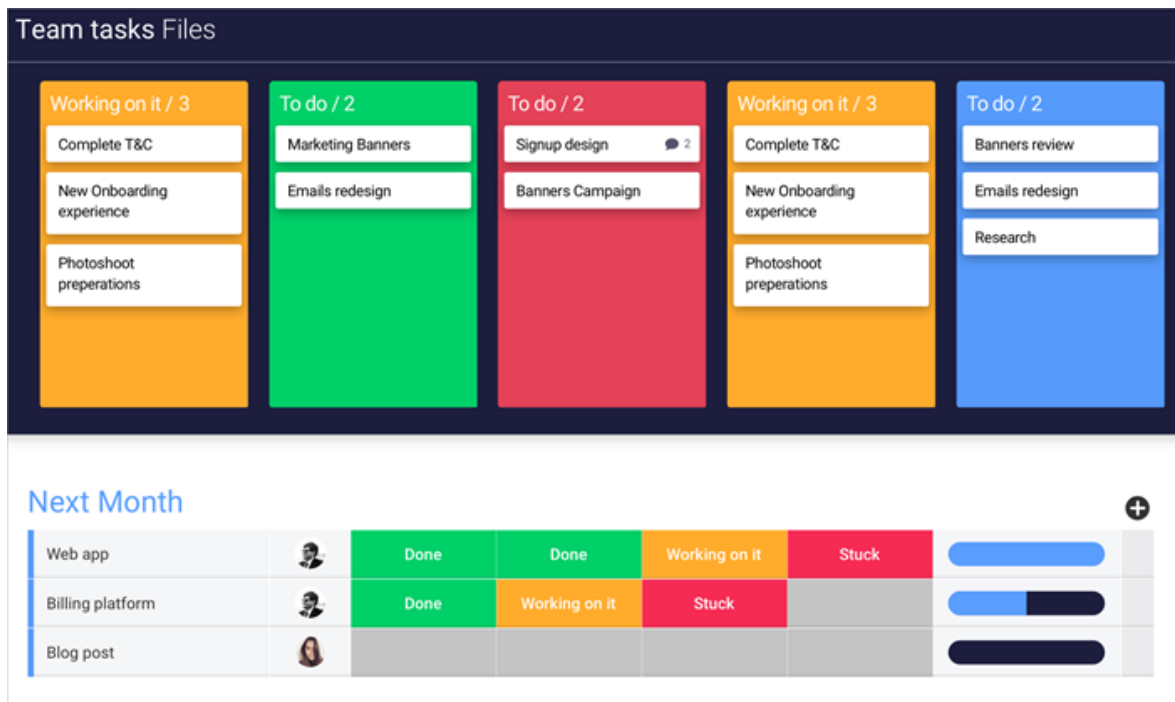 Team tasks Files
Working on it / 3
Complete T&C
New Onboarding
experience
Photoshoot
preperations
To do / 2
Marketing Banners
Emails redesign
To do / 2
Signup design 2
Banners Campaign
Working on it / 3
Complete T&C
New Onboarding
experience
Photoshoot
preperations
To do / 2
Banners review
Emails redesign
Research
Next Month
Web app Done Done Working on it Stuck
Billing platform Done Working on it Stuck
Blog post